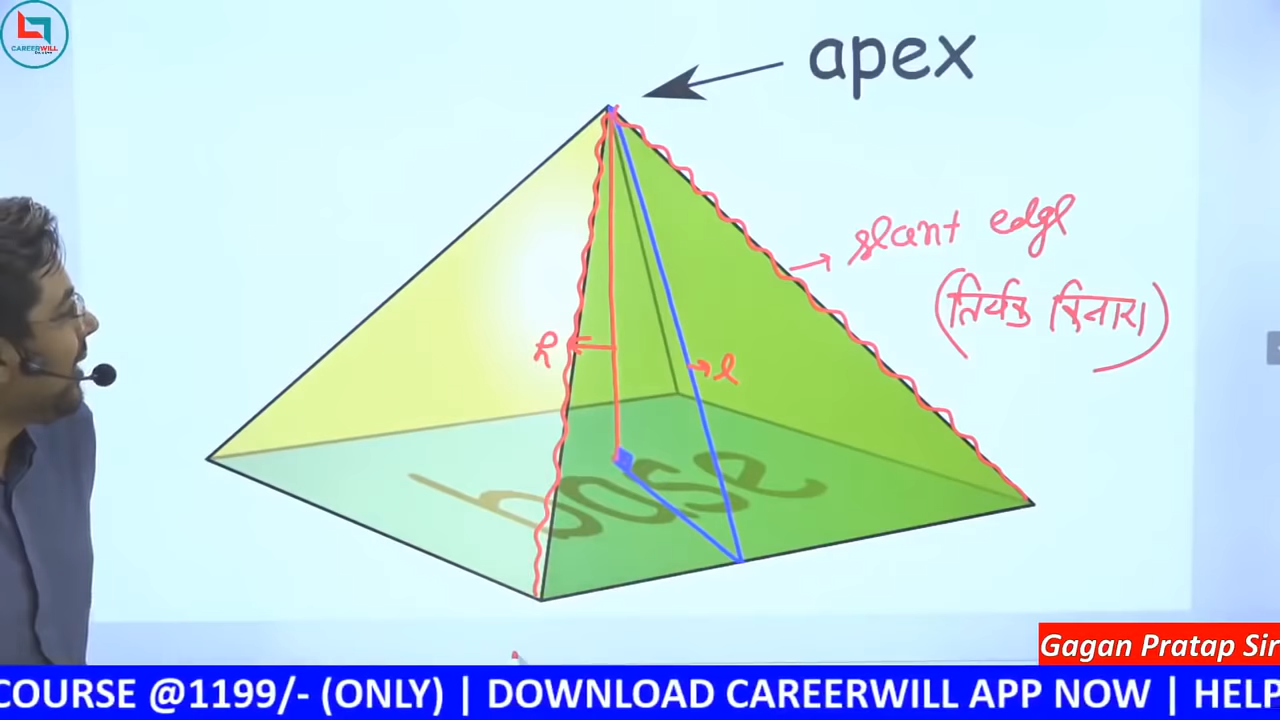 CAREERWILL
apex
slant edge
(तिर्यक किनारा)
h
l
base
Gagan Pratap Sir
COURSE @1199/- (ONLY) | DOWNLOAD CAREERWILL APP NOW | HELP